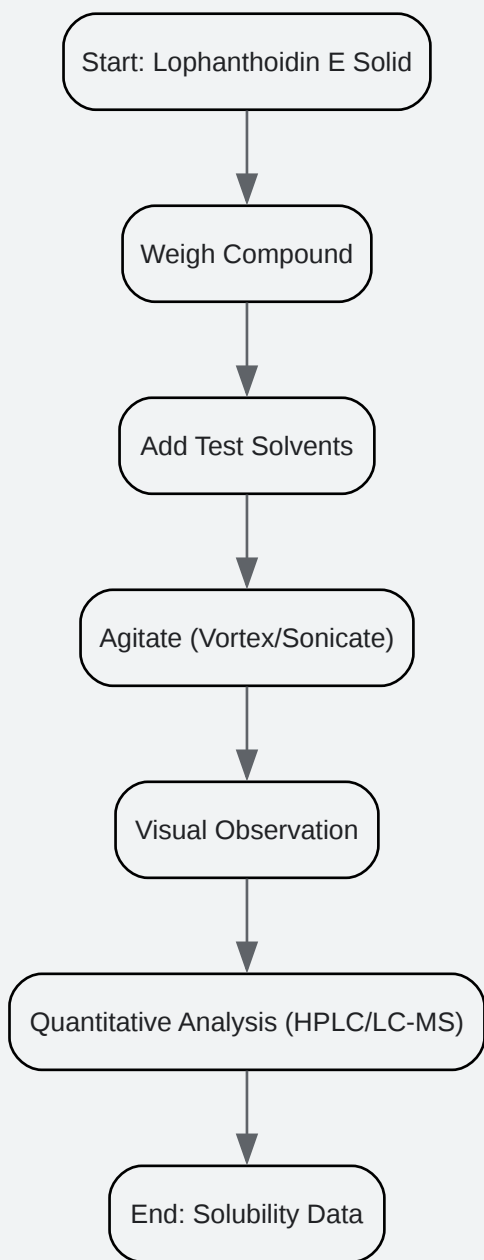 Start: Lophanthoidin E Solid
Weigh Compound
Add Test Solvents
Agitate (Vortex/Sonicate)
Visual Observation
Quantitative Analysis (HPLC/LC-MS)
End: Solubility Data